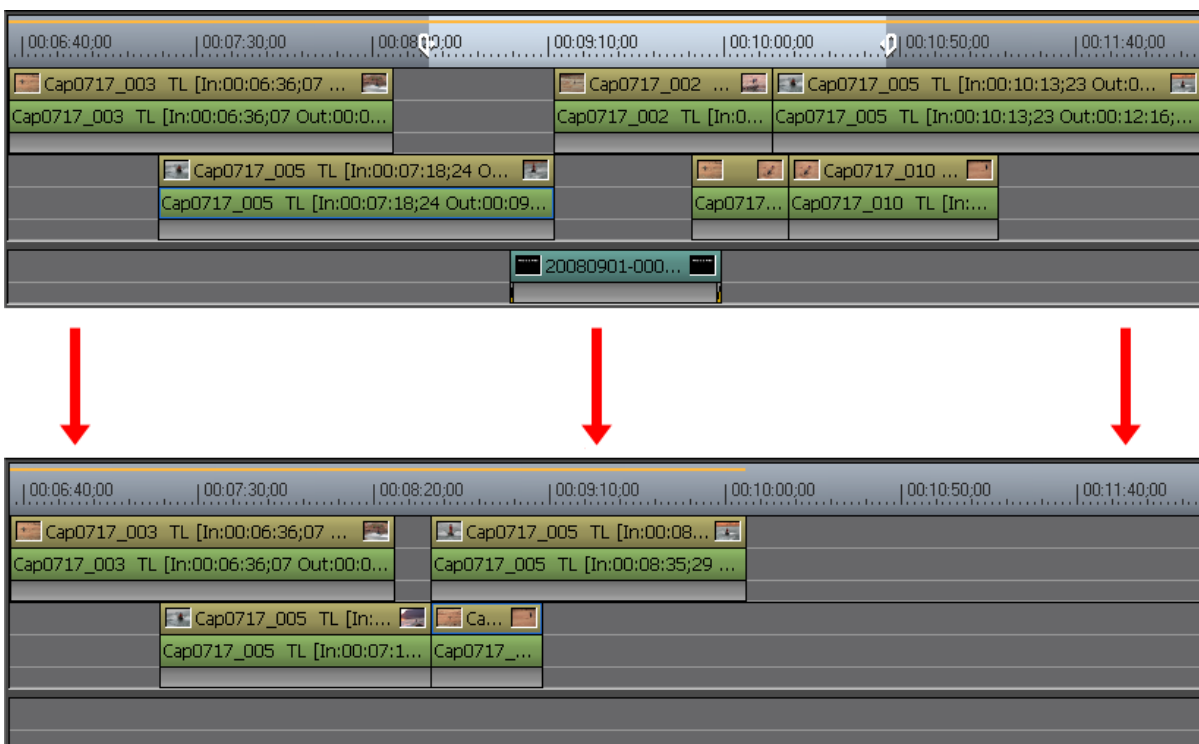 00:06:40;00 00:07:30;00 00:08 0;00 00:09:10;00 00:10:00;00 00:10:50;00 00:11:40;00
Cap0717_003 TL [In:00:06:36;07 ... Cap0717_002 ... Cap0717_005 TL [In:00:10:13;23 Out:0...
Cap0717_003 TL [In:00:06:36;07 Out:00:0... Cap0717_002 TL [In:0... Cap0717_005 TL [In:00:10:13;23 Out:00:12:16;...
Cap0717_005 TL [In:00:07:18;24 O... Cap0717_010 ...
Cap0717_005 TL [In:00:07:18;24 Out:00:09... Cap0717... Cap0717_010 TL [In:...
20080901-000...
00:06:40;00 00:07:30;00 00:08:20;00 00:09:10;00 00:10:00;00 00:10:50;00 00:11:40;00
Cap0717_003 TL [In:00:06:36;07 ... Cap0717_005 TL [In:00:08...
Cap0717_003 TL [In:00:06:36;07 Out:00:0... Cap0717_005 TL [In:00:08:35;29 ...
Cap0717_005 TL [In:... Ca...
Cap0717_005 TL [In:00:07:1... Cap0717_...